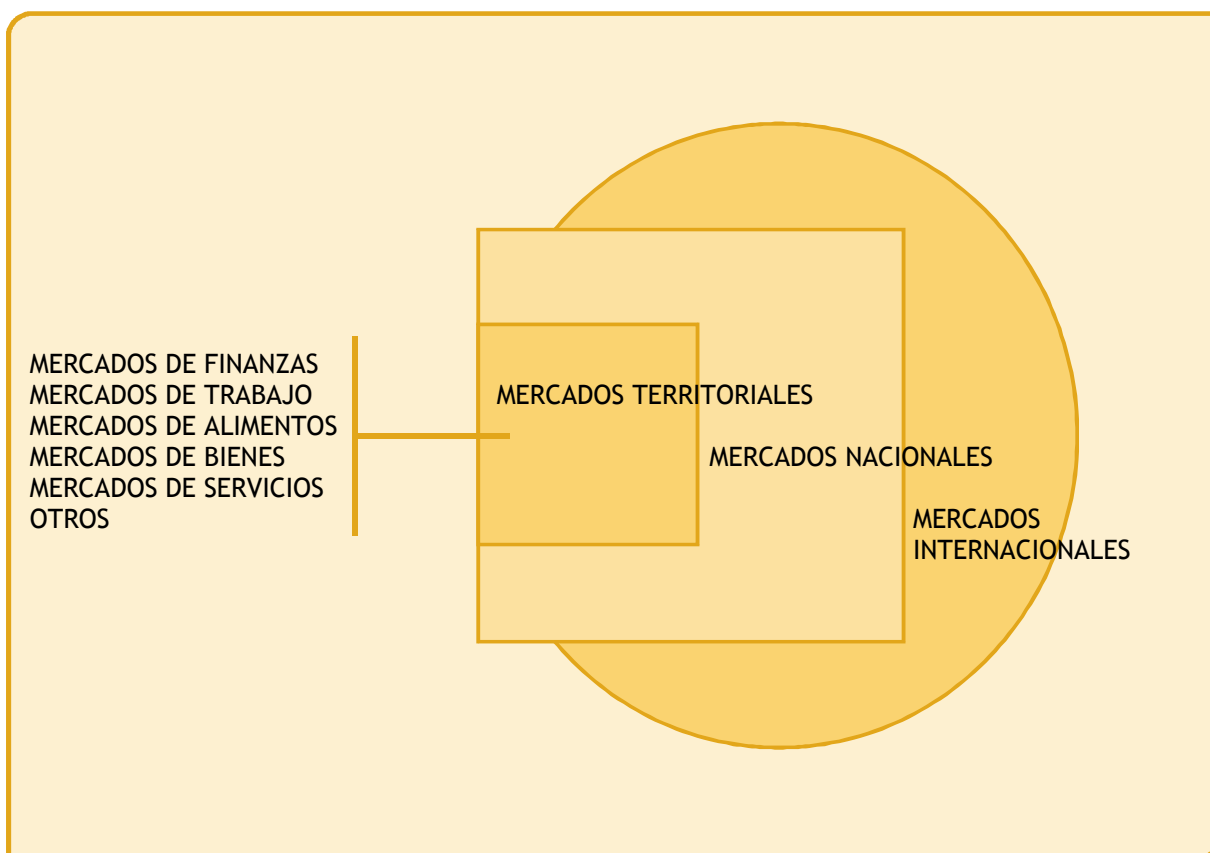 MERCADOS DE FINANZAS
MERCADOS DE TRABAJO
MERCADOS DE ALIMENTOS
MERCADOS DE BIENES
MERCADOS DE SERVICIOS
OTROS
MERCADOS TERRITORIALES
MERCADOS NACIONALES
MERCADOS
INTERNACIONALES